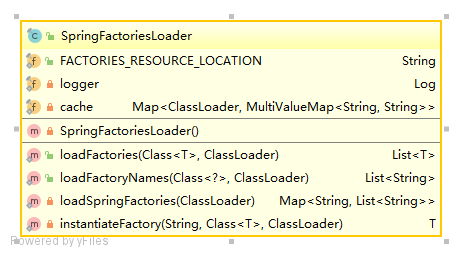 C SpringFactoriesLoader
f FACTORIES_RESOURCE_LOCATION String
f logger Log
f cache Map<ClassLoader, MultiValueMap<String, String>>
m SpringFactoriesLoader()
m loadFactories(Class<T>, ClassLoader) List<T>
m loadFactoryNames(Class<?>, ClassLoader) List<String>
m loadSpringFactories(ClassLoader) Map<String, List<String>>
m instantiateFactory(String, Class<T>, ClassLoader) T
Powered by yFiles